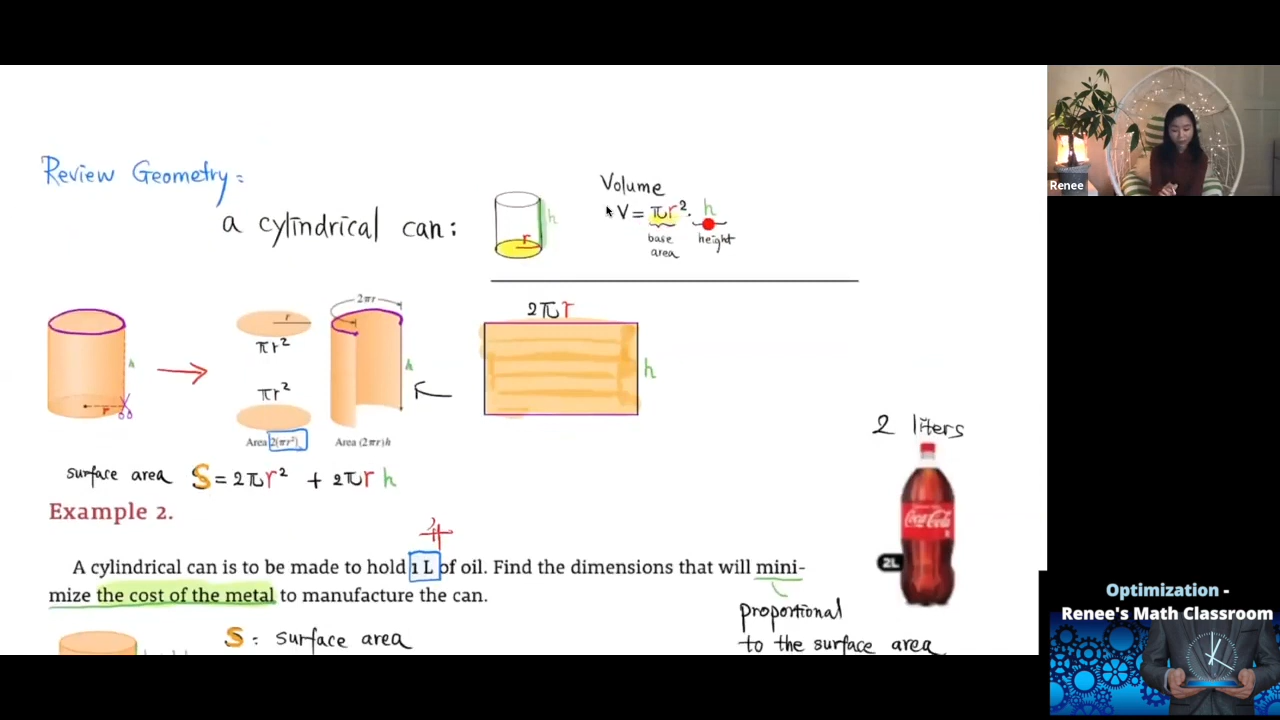 Review Geometry:
a cylindrical can:
r
h
Volume
V = πr². h
base
area
height
2πr
r
πr²
πr²
Area 2(πr²)
h
r
2πr
h
Area (2πr)h
2πr
h
surface area S = 2πr² + 2πr h
Example 2.
A cylindrical can is to be made to hold 1 L of oil. Find the dimensions that will mini-
mize the cost of the metal to manufacture the can.
S : surface area
proportional
to the surface area
2 liters
Coca-Cola
2L
Renee
Optimization -
Renee's Math Classroom